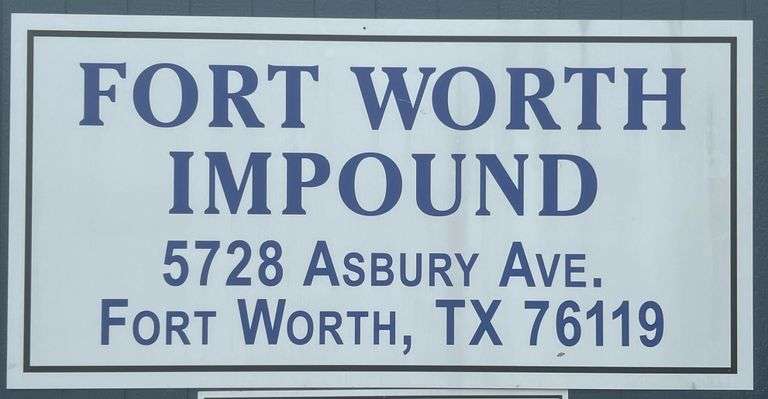 FORT WORTH
IMPOUND
5728 ASBURY AVE.
FORT WORTH, TX 76119